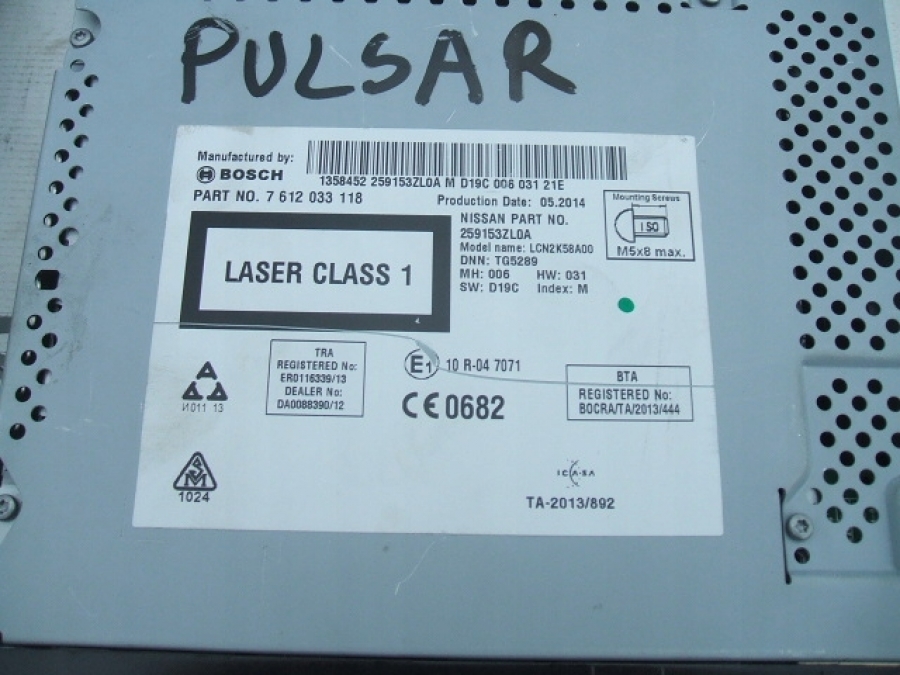 PULSAR
Manufactured by:
BOSCH
1358452 259153ZL0A M D19C 006 031 21E
PART NO. 7 612 033 118
Production Date: 05.2014
NISSAN PART NO.
259153ZL0A
Model name: LCN2K58A00
DNN: TG5289
MH: 006 HW: 031
SW: D19C Index: M
Mounting Screws
ISO
M5x8 max.
LASER CLASS 1
TRA
REGISTERED No:
ER0116339/13
DEALER No:
DA0088390/12
E1 10 R-04 7071
CE 0682
BTA
REGISTERED No:
BOCRA/TA/2013/444
И011 13
SM
1024
ICASA
TA-2013/892